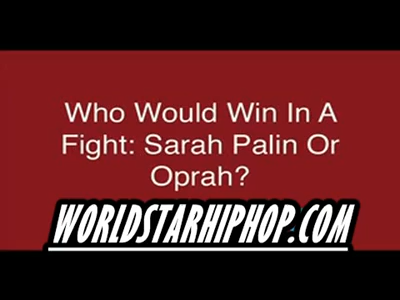 Who Would Win In A
Fight: Sarah Palin Or
Oprah?
WORLDSTARHIPHOP.COM